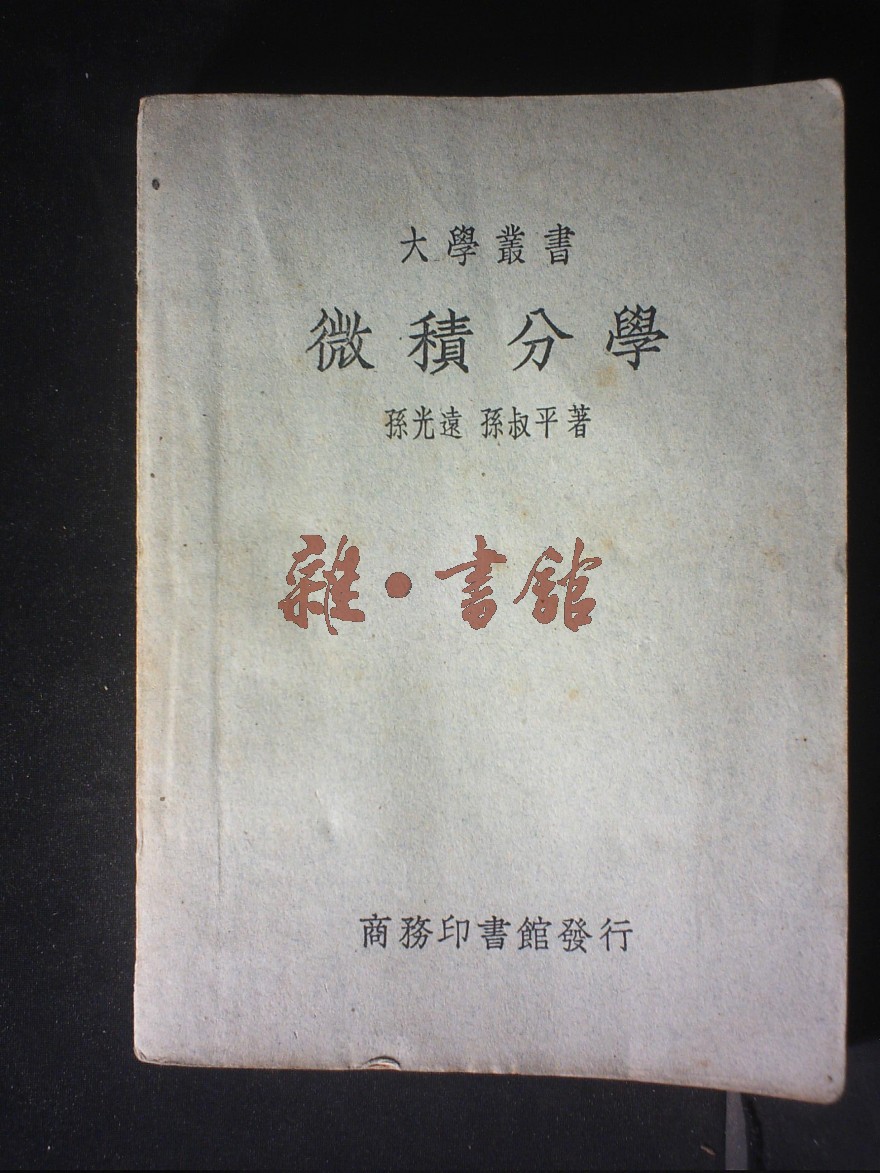 大學叢書
微積分學
孫光遠 孫叔平著
雜·書館
商務印書館發行